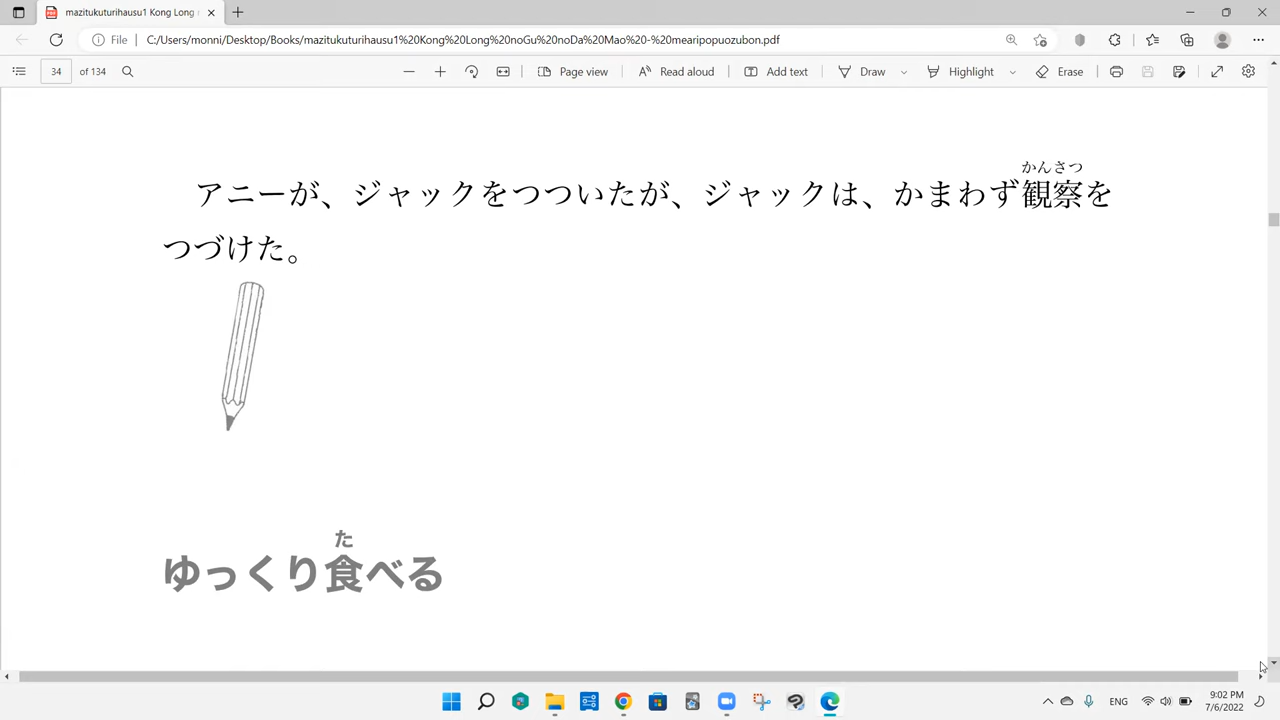 mazitukuturihausu1 Kong Long
File
C:/Users/monni/Desktop/Books/mazitukuturihausu1%20Kong%20Long%20noGu%20noDa%20Mao%20-%20mearipopuozubon.pdf
34 of 134
Page view
Read aloud
Add text
Draw
Highlight
Erase
かんさつ
アニーが、ジャックをつついたが、ジャックは、かまわず観察を
つづけた。
た
ゆっくり食べる
ENG
9:02 PM
7/6/2022